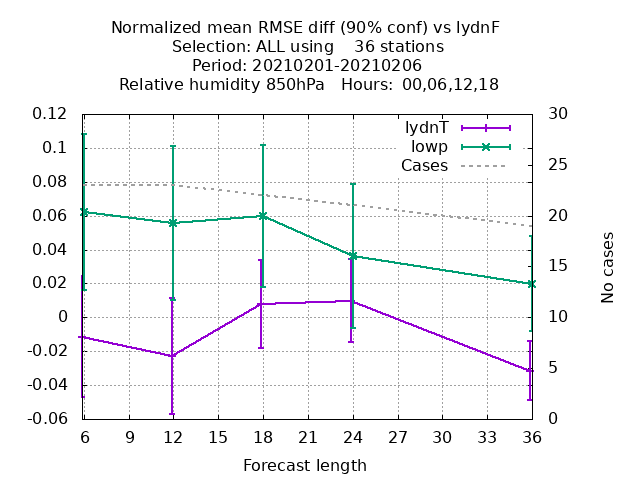 Normalized mean RMSE diff (90% conf) vs lydnF
Selection: ALL using    36 stations
Period: 20210201-20210206
Relative humidity 850hPa   Hours:  00,06,12,18
0.12
0.1
0.08
0.06
0.04
0.02
0
-0.02
-0.04
-0.06
lydnT
lowp
Cases
30
25
20
15
10
5
0
No cases
6 9 12 15 18 21 24 27 30 33 36
Forecast length